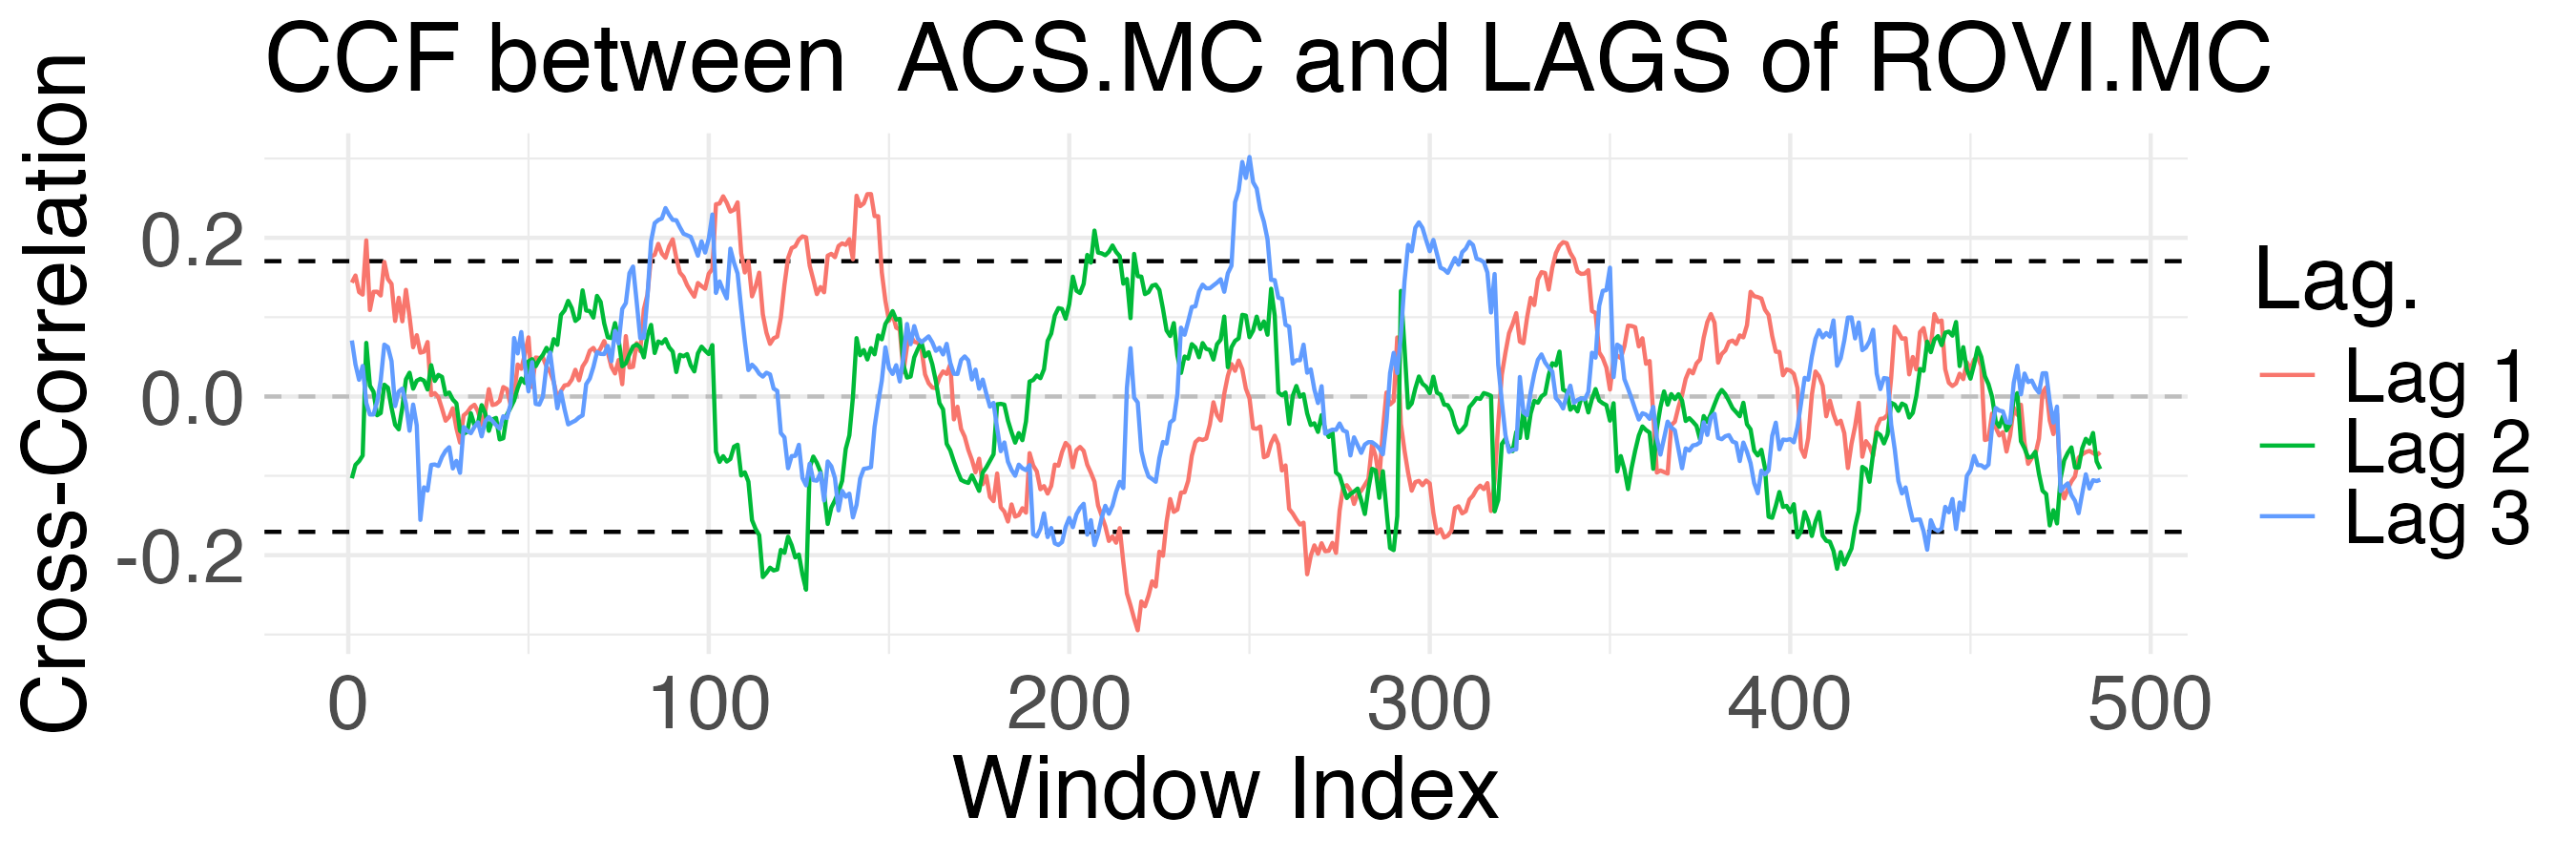 CCF between  ACS.MC and LAGS of ROVI.MC
Cross-Correlation
0.2
0.0
-0.2
0 100 200 300 400 500
Window Index
Lag.
Lag 1
Lag 2
Lag 3